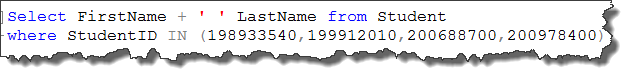 Select FirstName + ' ' LastName from Student
where StudentID IN (198933540,199912010,200688700,200978400)